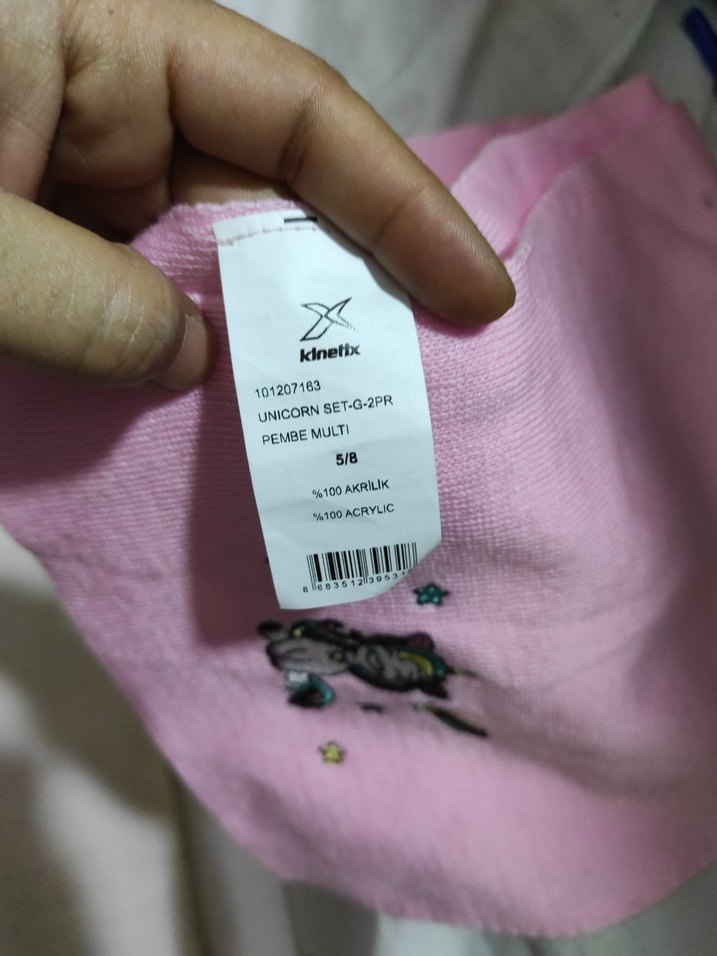 kinetix
101207163
UNICORN SET-G-2PR
PEMBE MULTI
5/8
%100 AKRİLİK
%100 ACRYLIC